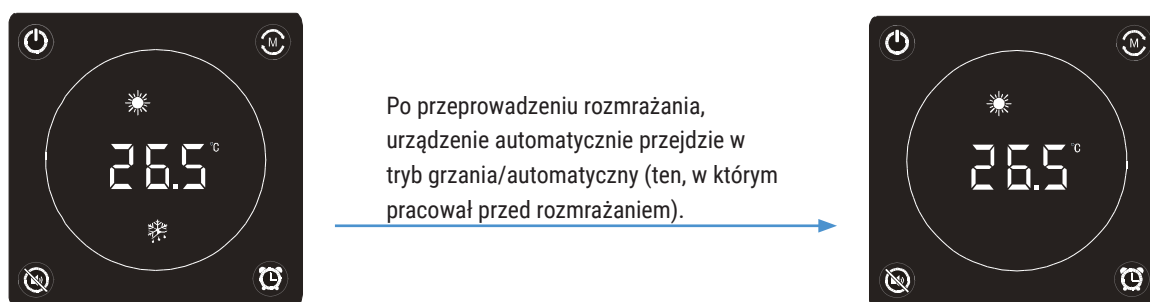 M
M
26.5 °C
Po przeprowadzeniu rozmrażania,
urządzenie automatycznie przejdzie w
tryb grzania/automatyczny (ten, w którym
pracował przed rozmrażaniem).
26.5 °C